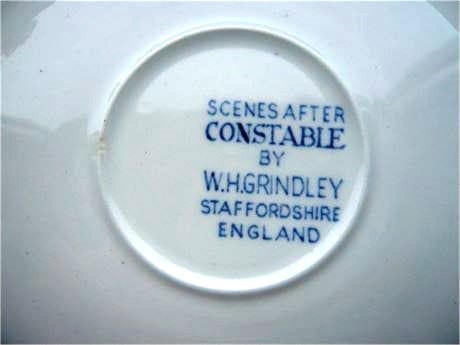 SCENES AFTER
CONSTABLE
BY
W.H.GRINDLEY
STAFFORDSHIRE
ENGLAND